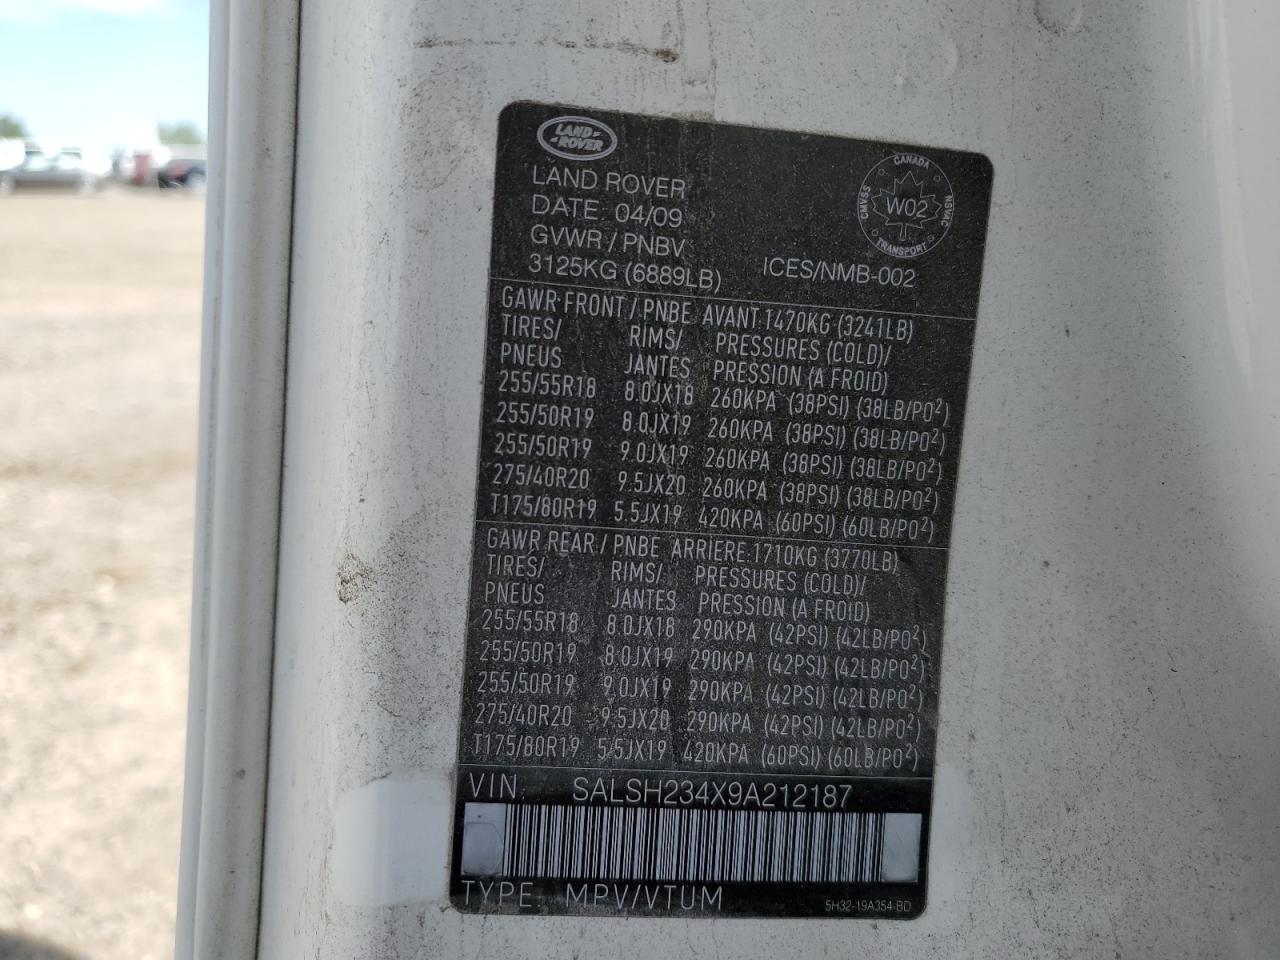 LAND
ROVER
LAND ROVER
DATE: 04/09
GVWR / PNBV
3125KG (6889LB)
CANADA
CMVSS
W02
NSVAC
TRANSPORT
ICES/NMB-002
GAWR FRONT / PNBE AVANT.1470KG (3241LB)
TIRES/ RIMS/ PRESSURES (COLD)/
PNEUS JANTES PRESSION (A FROID)
255/55R18 8.0JX18 260KPA (38PSI) (38LB/PO²)
255/50R19 8.0JX19 260KPA (38PSI) (38LB/PO²)
255/50R19 9.0JX19 260KPA (38PSI) (38LB/PO²)
275/40R20 9.5JX20 260KPA (38PSI) (38LB/PO²)
T175/80R19 5.5JX19 420KPA (60PSI) (60LB/PO²)
GAWR REAR / PNBE ARRIERE.1710KG (3770LB)
TIRES/ RIMS/ PRESSURES (COLD)/
PNEUS JANTES PRESSION (A FROID)
255/55R18 8.0JX18 290KPA (42PSI) (42LB/PO²)
255/50R19 8.0JX19 290KPA (42PSI) (42LB/PO²)
255/50R19 9.0JX19 290KPA (42PSI) (42LB/PO²)
275/40R20 9.5JX20 290KPA (42PSI) (42LB/PO²)
T175/80R19 5.5JX19 420KPA (60PSI) (60LB/PO²)
VIN: SALSH234X9A212187
TYPE: MPV/VTUM
5H32-19A354-BD